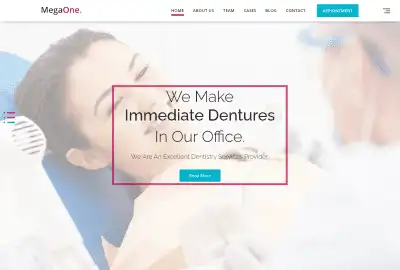 MegaOne.
HOME ABOUT US TEAM CASES BLOG CONTACT APPOINTMENT
We Make
Immediate Dentures
In Our Office.
We Are An Excellent Dentistry Services Provider.
Read More